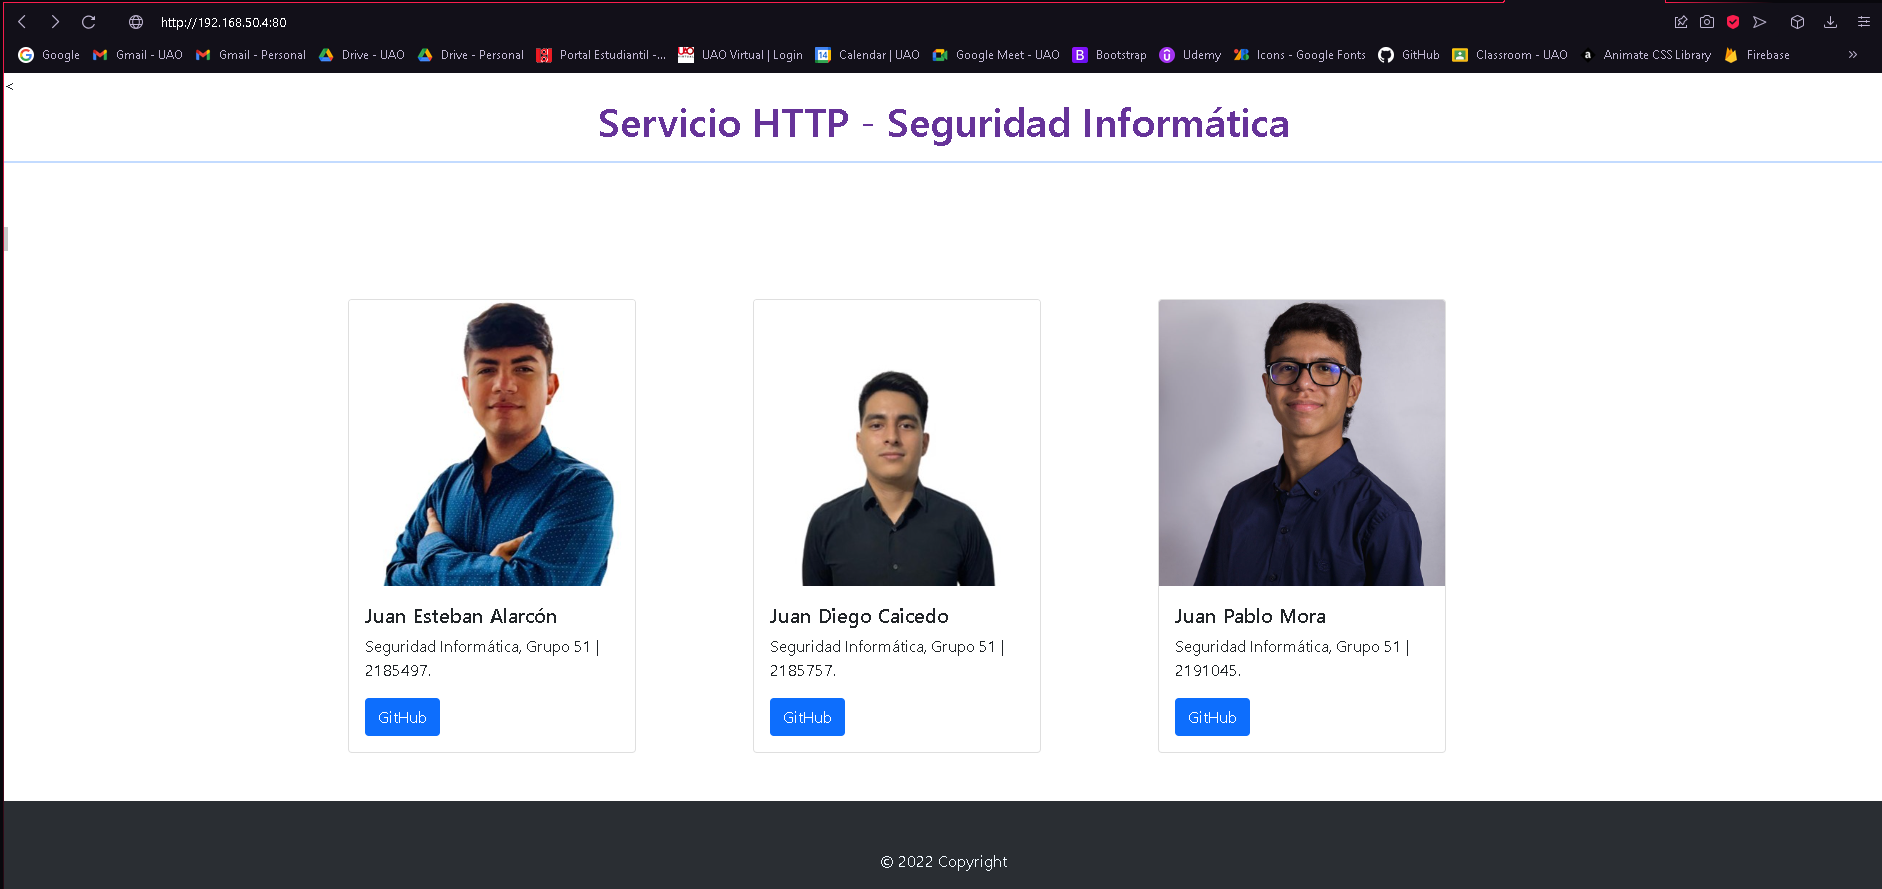 http://192.168.50.4:80
Google Gmail - UAO Gmail - Personal Drive - UAO Drive - Personal Portal Estudiantil -... UAO Virtual | Login Calendar | UAO Google Meet - UAO Bootstrap Udemy Icons - Google Fonts GitHub Classroom - UAO Animate CSS Library Firebase »
<
Servicio HTTP - Seguridad Informática
Juan Esteban Alarcón
Seguridad Informática, Grupo 51 |
2185497.
GitHub
Juan Diego Caicedo
Seguridad Informática, Grupo 51 |
2185757.
GitHub
Juan Pablo Mora
Seguridad Informática, Grupo 51 |
2191045.
GitHub
© 2022 Copyright